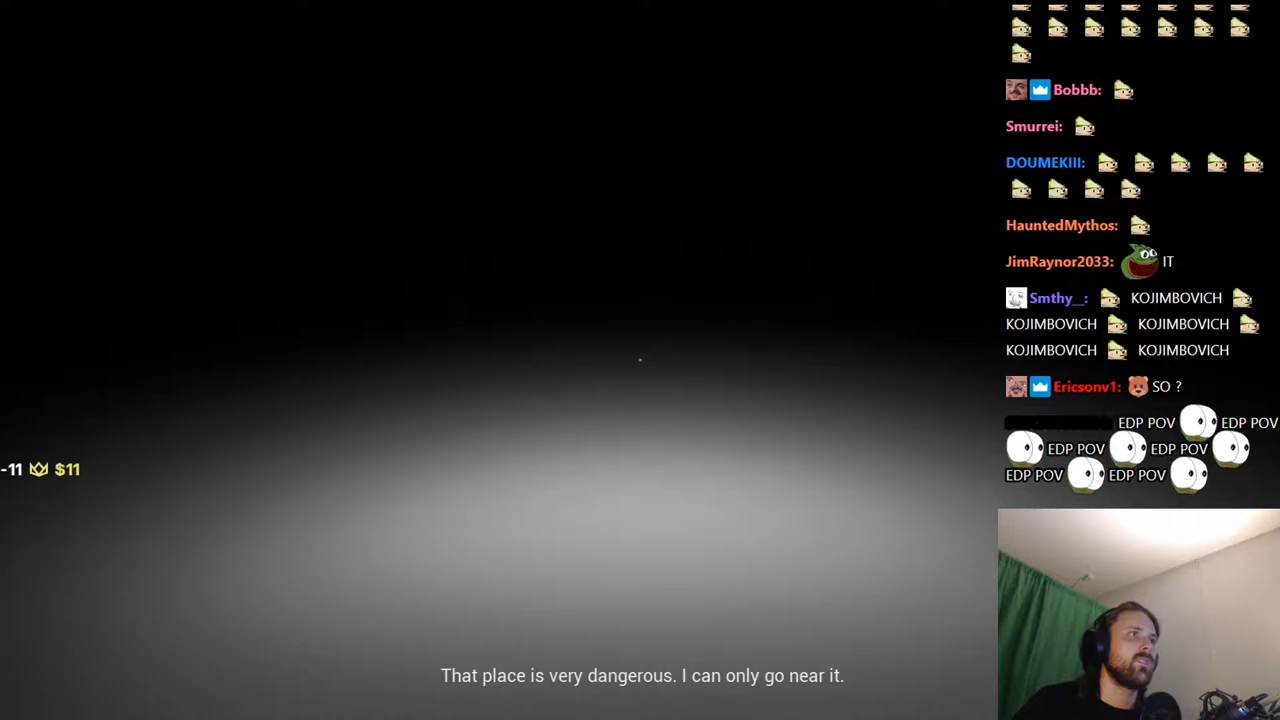 Bobbb:
Smurrei:
DOUMEKIII:
HauntedMythos:
JimRaynor2033: IT
Smthy__: KOJIMBOVICH
KOJIMBOVICH KOJIMBOVICH
KOJIMBOVICH KOJIMBOVICH
Ericsonv1: SO ?
EDP POV EDP POV
EDP POV EDP POV
EDP POV EDP POV
-11 $11
That place is very dangerous. I can only go near it.